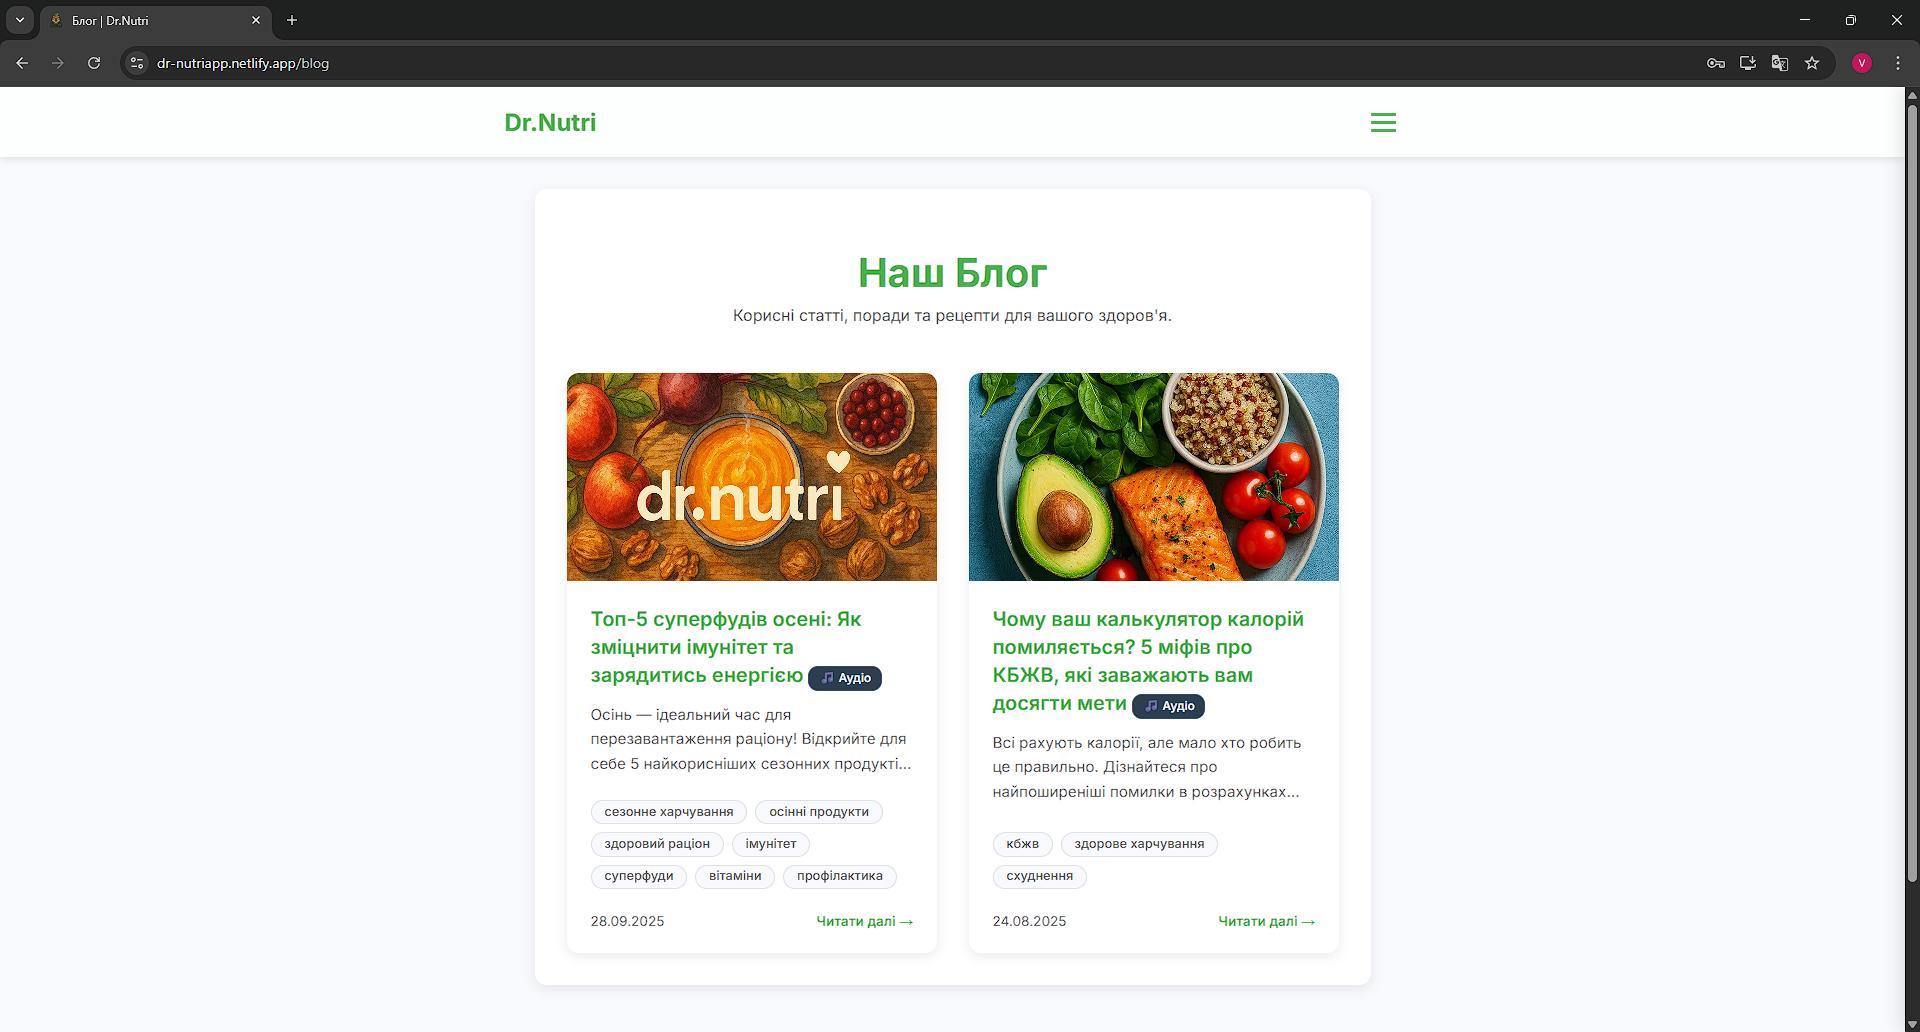 Блог | Dr.Nutri
dr-nutriapp.netlify.app/blog
V
Dr.Nutri
Наш Блог
Корисні статті, поради та рецепти для вашого здоров'я.
dr.nutri
Топ-5 суперфудів осені: Як
зміцнити імунітет та
зарядитись енергією Аудіо
Осінь — ідеальний час для
перезавантаження раціону! Відкрийте для
себе 5 найкорисніших сезонних продукті...
сезонне харчування осінні продукти
здоровий раціон імунітет
суперфуди вітаміни профілактика
28.09.2025 Читати далі →
Чому ваш калькулятор калорій
помиляється? 5 міфів про
КБЖВ, які заважають вам
досягти мети Аудіо
Всі рахують калорії, але мало хто робить
це правильно. Дізнайтеся про
найпоширеніші помилки в розрахунках...
кбжв здорове харчування
схуднення
24.08.2025 Читати далі →